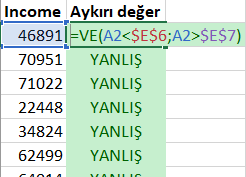 Income Aykırı değer
46891 =VE(A2<$E$6;A2>$E$7)
70951 YANLIŞ
71022 YANLIŞ
22448 YANLIŞ
34824 YANLIŞ
62499 YANLIŞ